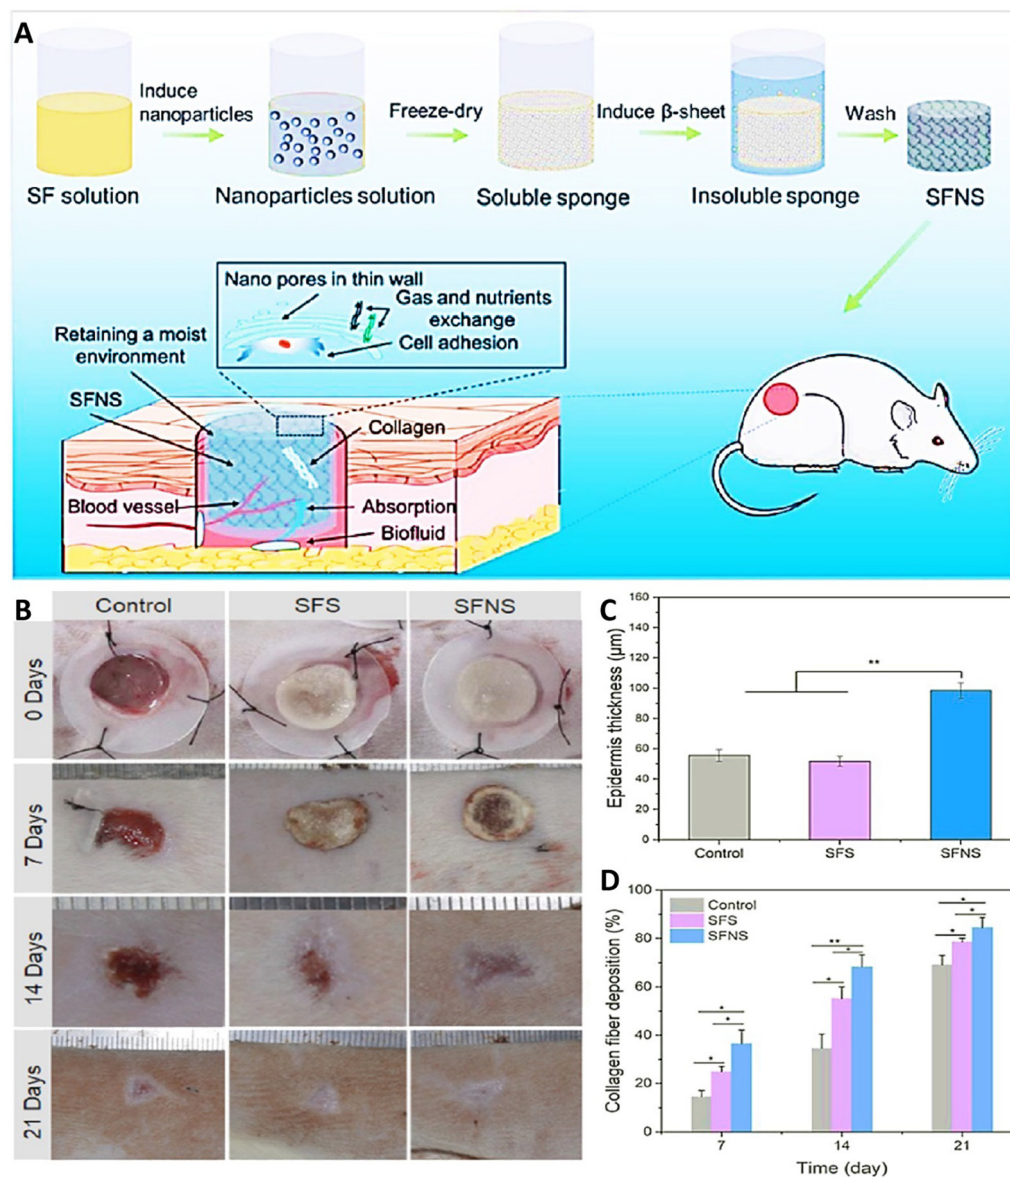 A
Induce
nanoparticles
Freeze-dry
Induce β-sheet
Wash
SF solution
Nanoparticles solution
Soluble sponge
Insoluble sponge
SFNS
Nano pores in thin wall
Gas and nutrients
exchange
Cell adhesion
Retaining a moist
environment
SFNS
Collagen
Blood vessel
Absorption
Biofluid
B
Control
SFS
SFNS
0 Days
7 Days
14 Days
21 Days
C
Epidermis thickness (μm)
160
140
120
100
80
60
40
20
0
**
Control
SFS
SFNS
D
Collagen fiber deposition (%)
100
80
60
40
20
0
Control
SFS
SFNS
*
*
*
**
*
*
*
*
*
7
14
21
Time (day)